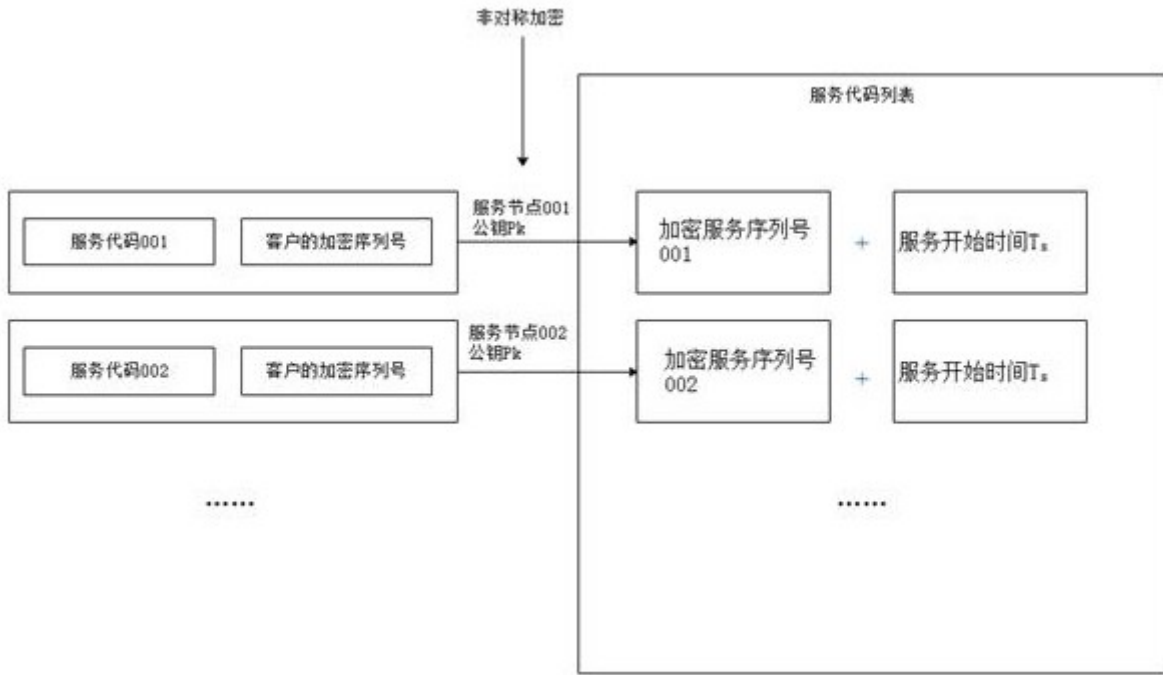 非对称加密
服务代码列表
服务代码001
客户的加密序列号
服务节点001
公钥Pk
加密服务序列号
001
+
服务开始时间Tₛ
服务代码002
客户的加密序列号
服务节点002
公钥Pk
加密服务序列号
002
+
服务开始时间Tₛ
……
……